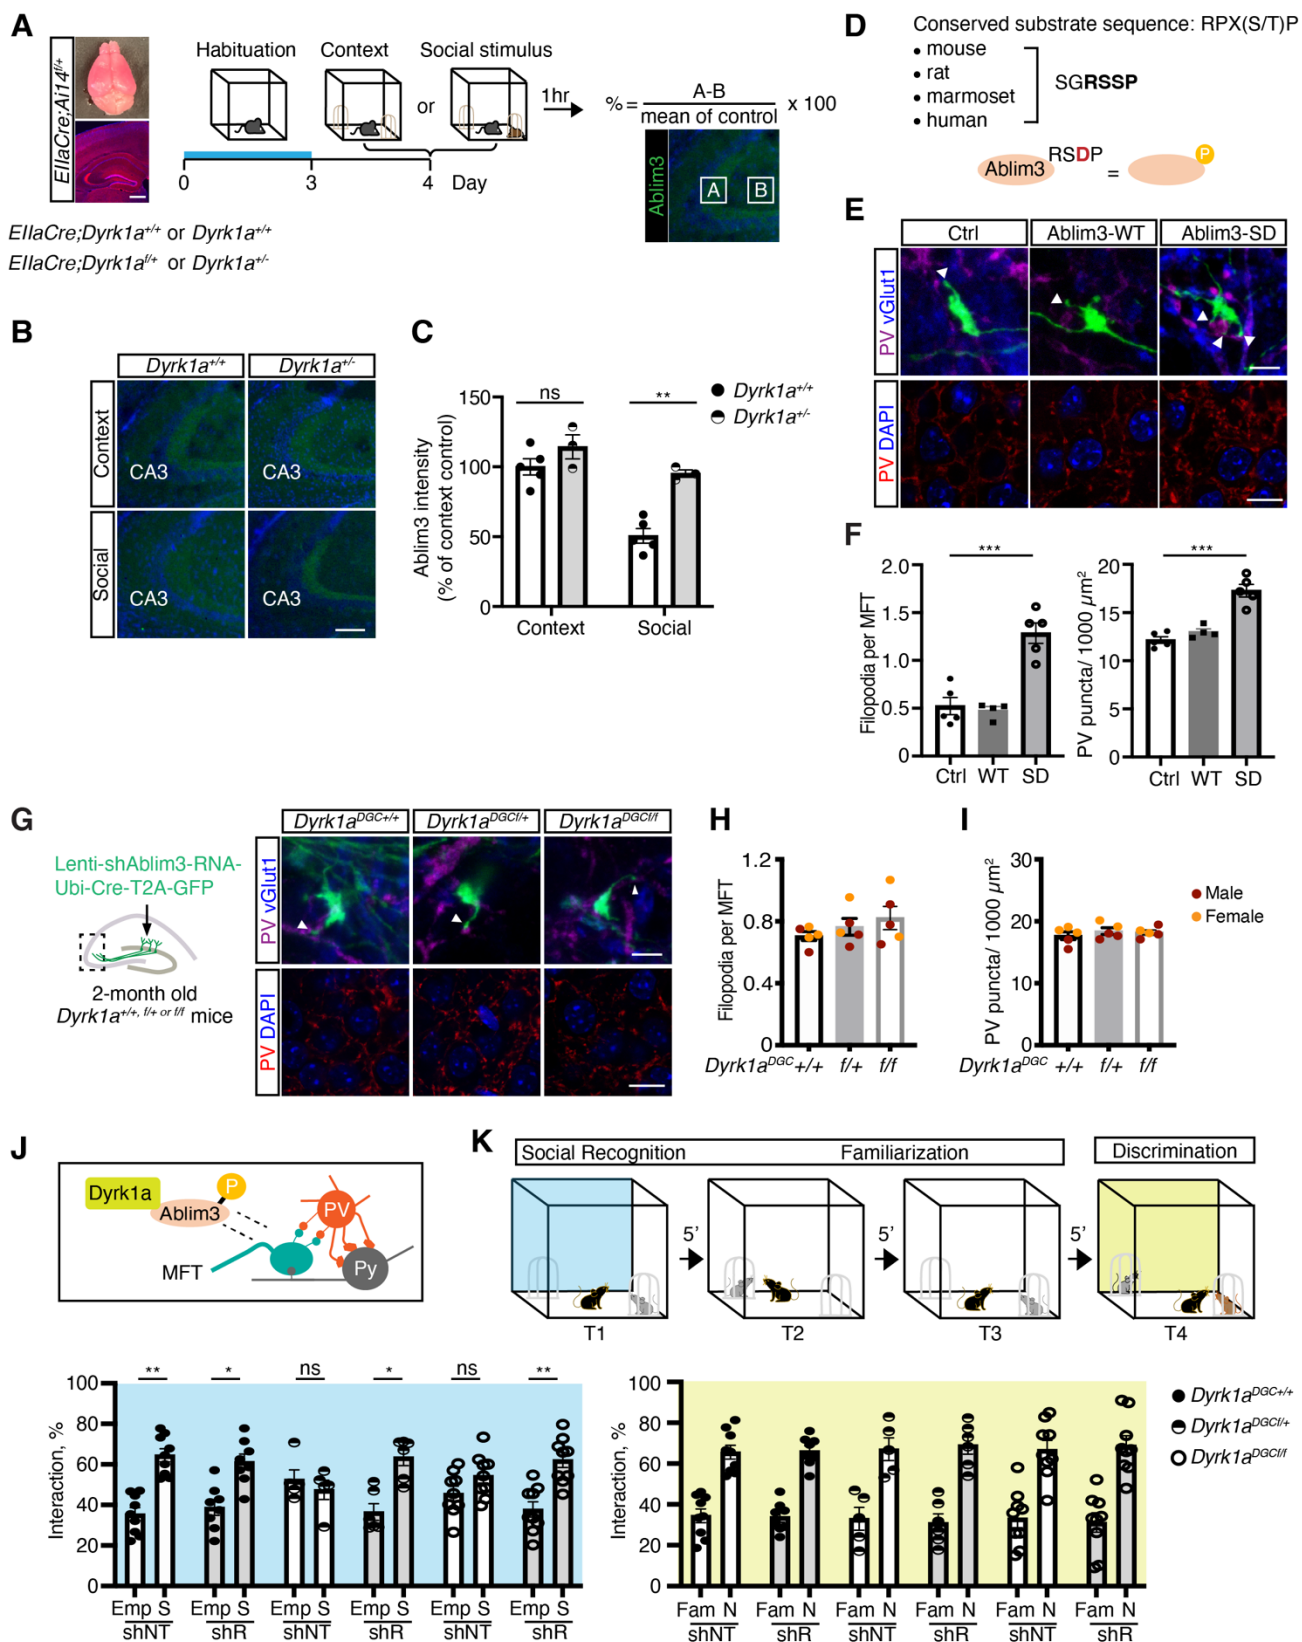 A
EIIaCre;Ai14f/+
Habituation
Context
Social stimulus
or
1hr
0
3
4
Day
% =
A-B
mean of control
x 100
Ablim3
A
B
EIIaCre;Dyrk1a+/+ or Dyrk1a+/+
EIIaCre;Dyrk1af/+ or Dyrk1a+/-
D
Conserved substrate sequence: RPX(S/T)P
• mouse
• rat
• marmoset
• human
SGRSSP
Ablim3
RSDP
=
P
B
Dyrk1a+/+
Dyrk1a+/-
Context
Social
CA3
CA3
CA3
CA3
C
Ablim3 intensity
(% of context control)
150
100
50
0
ns
**
Context
Social
Dyrk1a+/+
Dyrk1a+/-
E
Ctrl
Ablim3-WT
Ablim3-SD
PV vGlut1
PV DAPI
F
Filopodia per MFT
2.0
1.5
1.0
0.5
0
***
Ctrl
WT
SD
PV puncta/ 1000 µm2
20
15
10
5
0
***
Ctrl
WT
SD
G
Lenti-shAblim3-RNA-
Ubi-Cre-T2A-GFP
2-month old
Dyrk1a+/+, f/+ or f/f mice
Dyrk1aDGC+/+
Dyrk1aDGCf/+
Dyrk1aDGCf/f
PV vGlut1
PV DAPI
H
Filopodia per MFT
1.2
0.8
0.4
0
Dyrk1aDGC +/+ f/+ f/f
I
PV puncta/ 1000 µm2
30
20
10
0
Dyrk1aDGC +/+ f/+ f/f
Male
Female
J
Dyrk1a
P
Ablim3
PV
MFT
Py
K
Social Recognition
Familiarization
Discrimination
5'
5'
5'
T1
T2
T3
T4
Interaction, %
100
80
60
40
20
0
**
*
ns
*
ns
**
Emp S Emp S Emp S Emp S Emp S Emp S
shNT shR shNT shR shNT shR
Interaction, %
100
80
60
40
20
0
Fam N Fam N Fam N Fam N Fam N Fam N
shNT shR shNT shR shNT shR
Dyrk1aDGC+/+
Dyrk1aDGCf/+
Dyrk1aDGCf/f